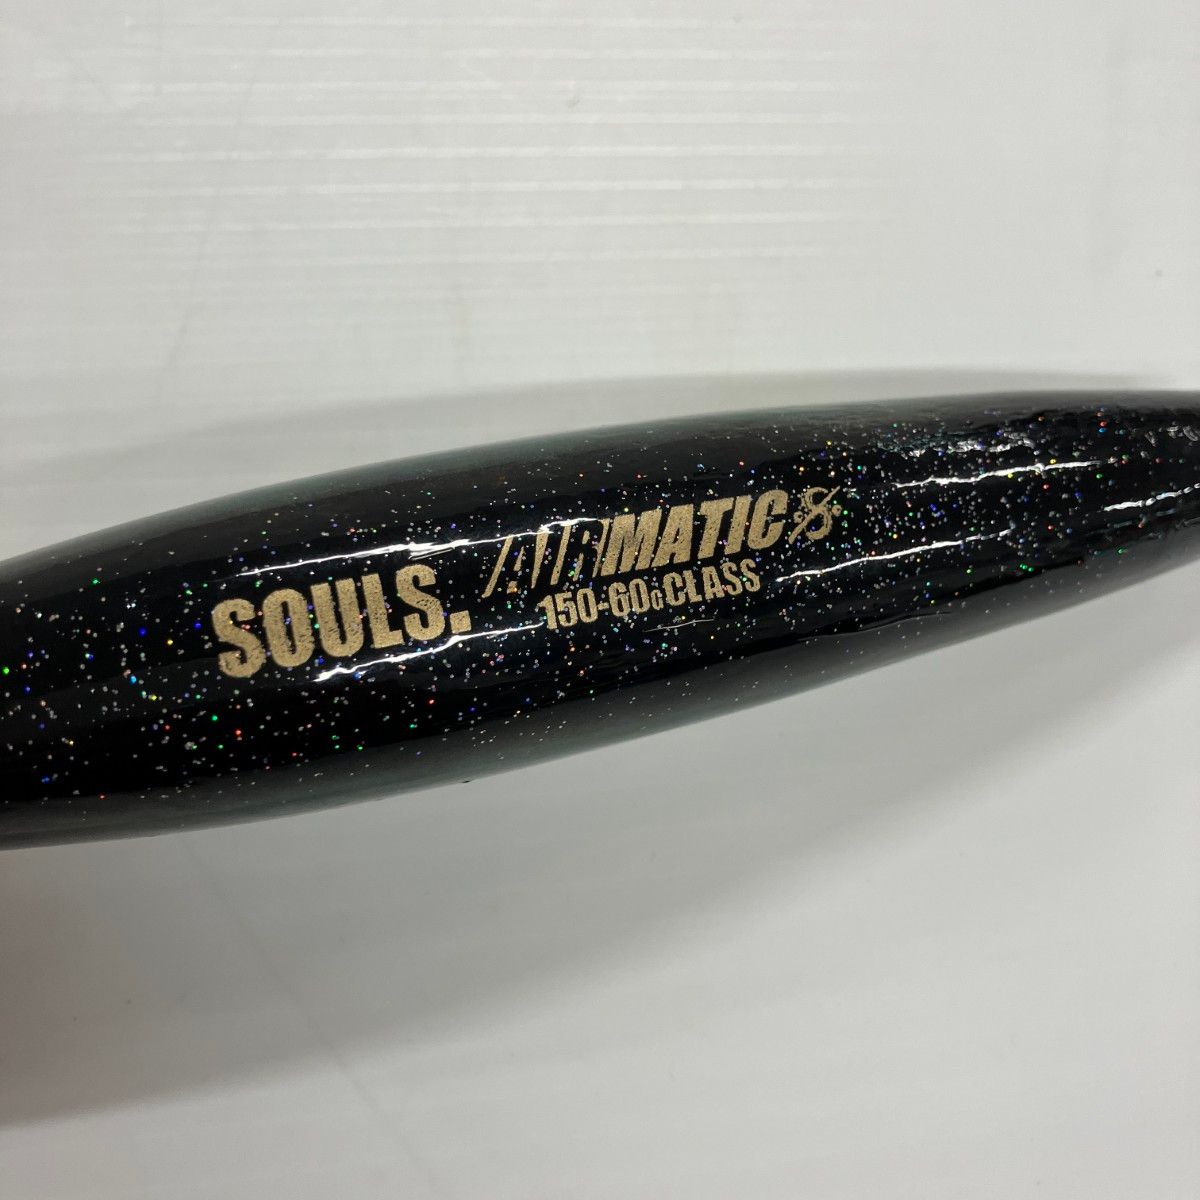 SOULS.
AIRMATIC S
150-60g CLASS